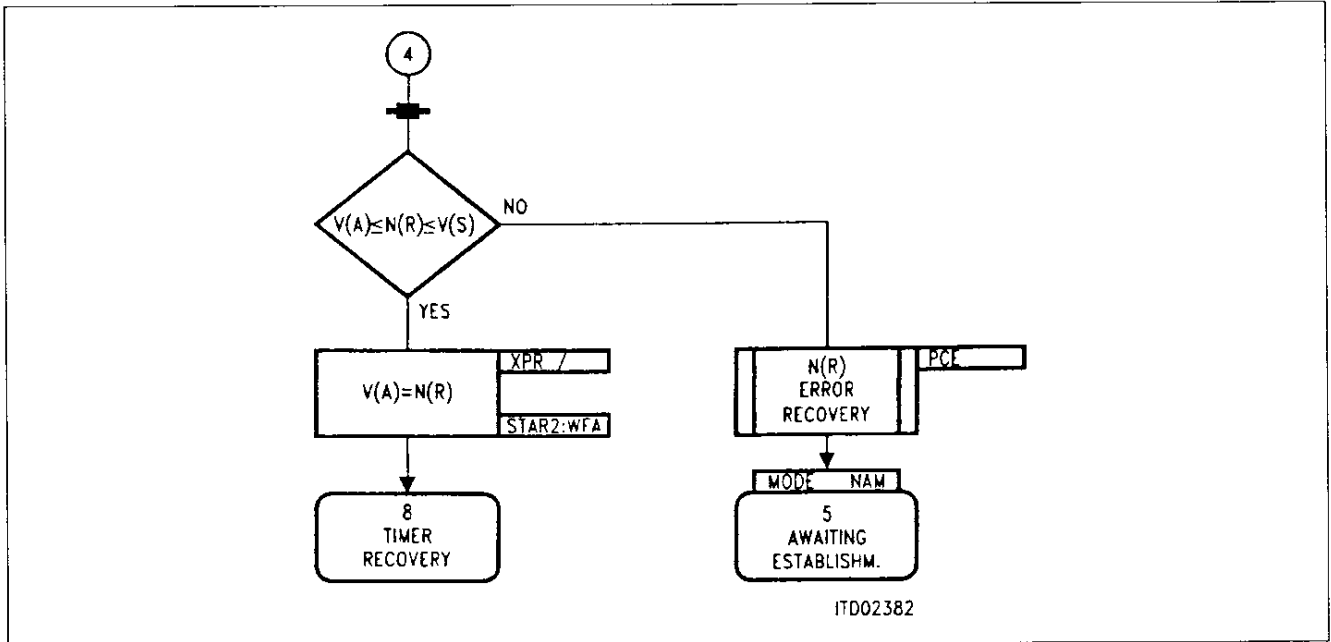 4
V(A)≤N(R)≤V(S)
NO
YES
XPR /
V(A)=N(R)
STAR2:WFA
N(R)
ERROR
RECOVERY
PCE
8
TIMER
RECOVERY
MODE NAM
5
AWAITING
ESTABLISHM.
ITD02382